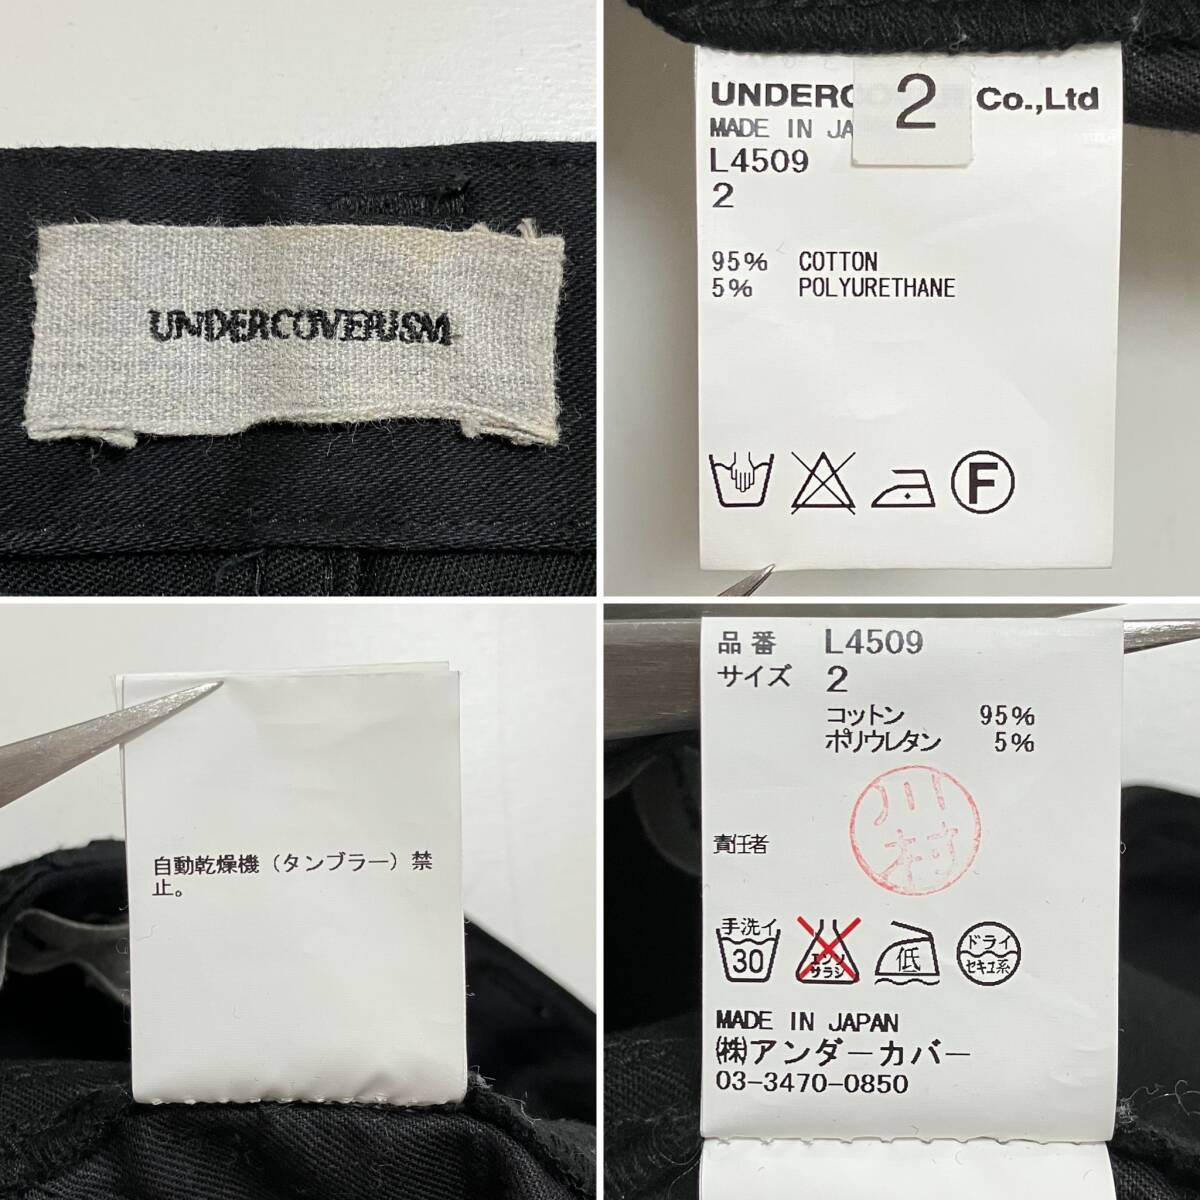 UNDERCOVERISM
UNDERC Co.,Ltd
2
MADE IN JA
L4509
2
95% COTTON
5% POLYURETHANE
F
自動乾燥機（タンブラー）禁
止。
品番 L4509
サイズ 2
コットン 95%
ポリウレタン 5%
川村
責任者
手洗イ
30
エンソ
サラシ
低
ドライ
セキユ系
MADE IN JAPAN
㈱アンダーカバー
03-3470-0850